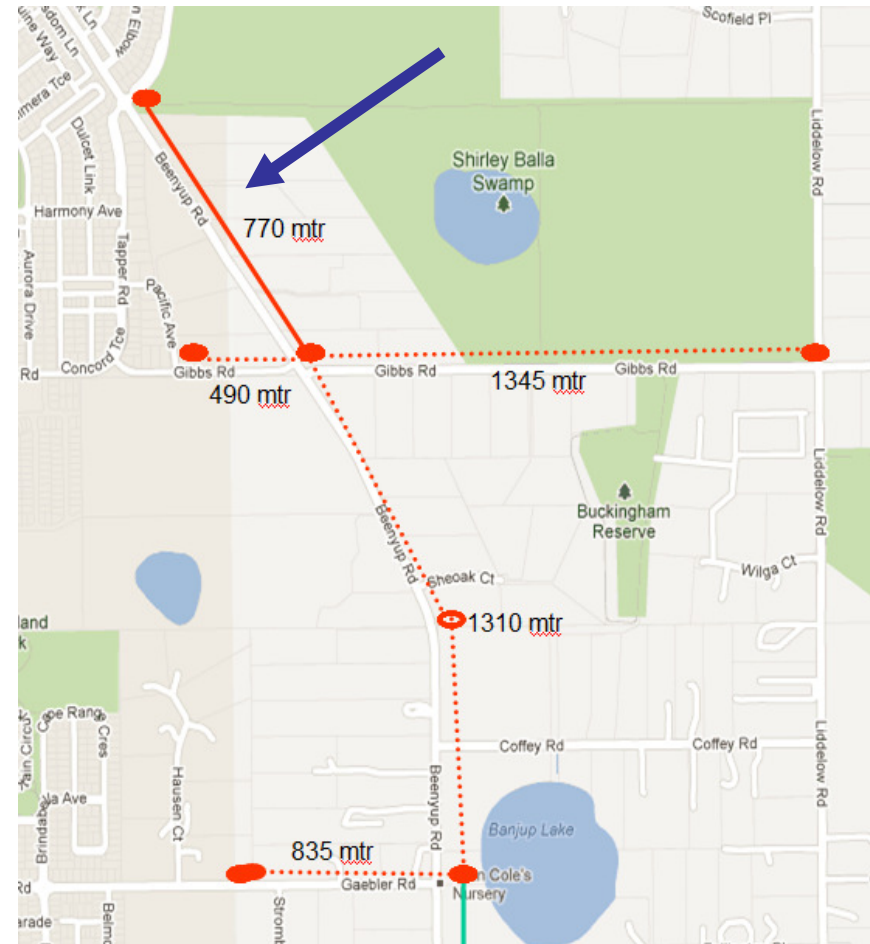 Scofield Pl
Liddelow Rd
Dulcet Link
Beenyup Rd
Shirley Balla
Swamp
Harmony Ave
770 mtr
Tapper Rd
Aurora Drive
Pacific Ave
Rd
Concord Tce
Gibbs Rd
Gibbs Rd
Gibbs Rd
490 mtr
1345 mtr
Liddelow Rd
Buckingham
Reserve
Beenyup Rd
Wilga Ct
Sheoak Ct
1310 mtr
Coffey Rd
Coffey Rd
Liddelow Rd
Hausen Ct
Beenyup Rd
Banjup Lake
835 mtr
Gaebler Rd
Cole's
Nursery